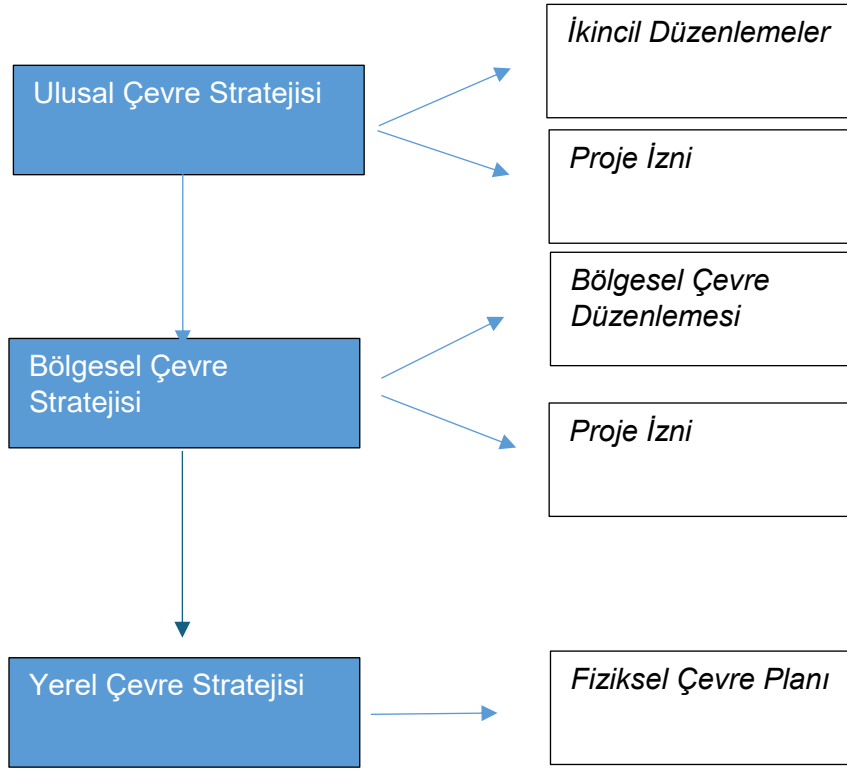 İkincil Düzenlemeler
Ulusal Çevre Stratejisi
Proje İzni
Bölgesel Çevre
Düzenlemesi
Bölgesel Çevre
Stratejisi
Proje İzni
Yerel Çevre Stratejisi
Fiziksel Çevre Planı